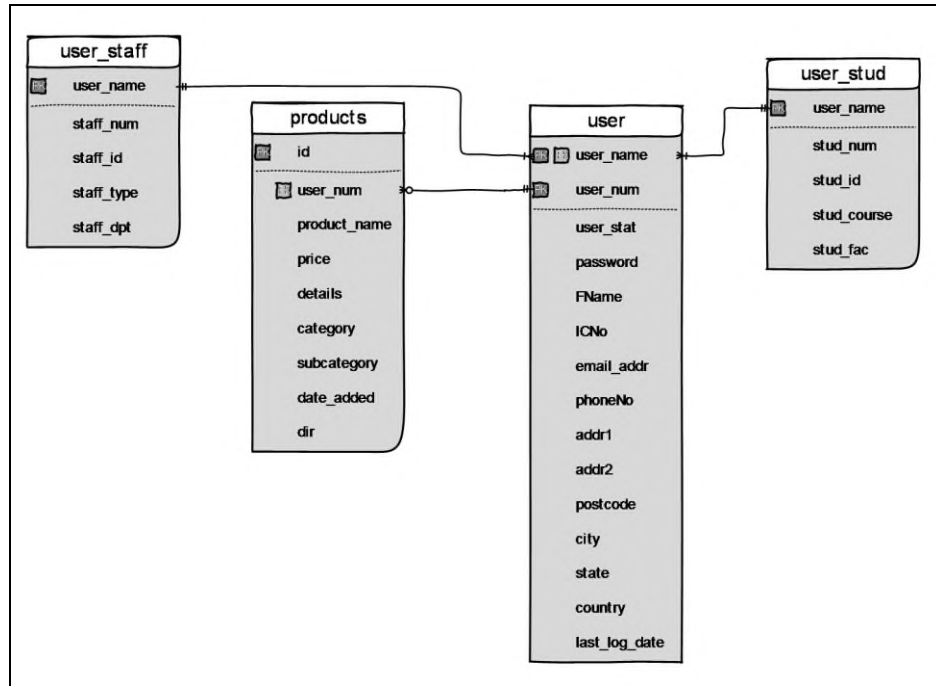 user_staff
user_name
staff_num
staff_id
staff_type
staff_dpt
products
id
user_num
product_name
price
details
category
subcategory
date_added
dir
user
user_name
user_num
user_stat
password
FName
ICNo
email_addr
phoneNo
addr1
addr2
postcode
city
state
country
last_log_date
user_stud
user_name
stud_num
stud_id
stud_course
stud_fac